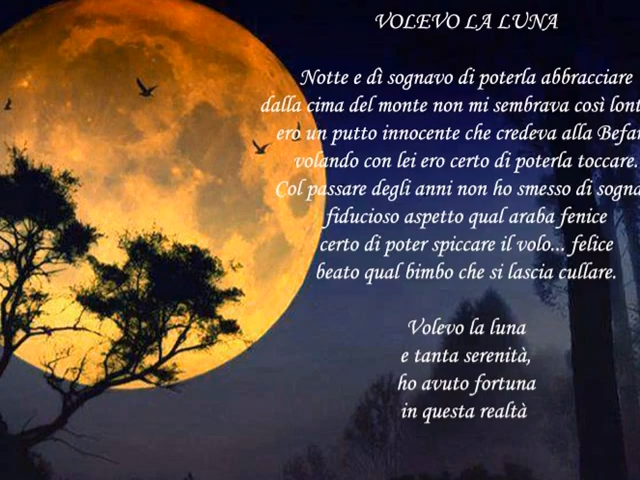 VOLEVO LA LUNA
Notte e dì sognavo di poterla abbracciare
dalla cima del monte non mi sembrava così lont
ero un putto innocente che credeva alla Befa
volando con lei ero certo di poterla toccare.
Col passare degli anni non ho smesso di sogna
fiducioso aspetto qual araba fenice
certo di poter spiccare il volo... felice
beato qual bimbo che si lascia cullare.
Volevo la luna
e tanta serenità,
ho avuto fortuna
in questa realtà